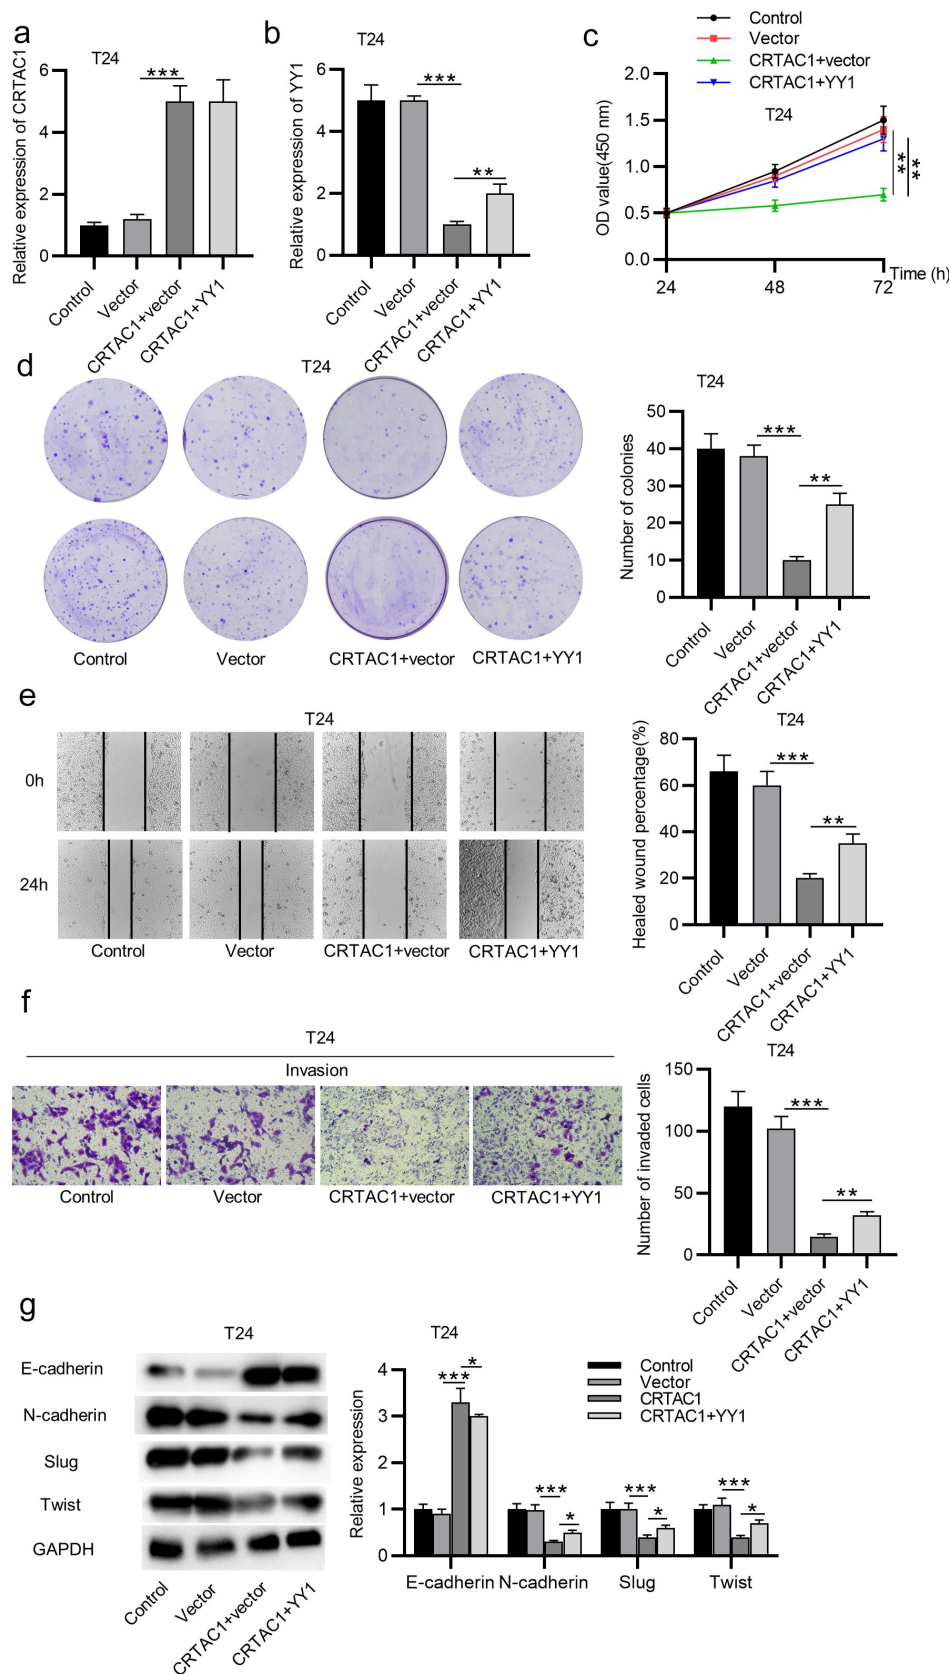 a
T24
Relative expression of CRTAC1
6
4
2
0
***
Control
Vector
CRTAC1+vector
CRTAC1+YY1
b
T24
Relative expression of YY1
6
4
2
0
***
**
Control
Vector
CRTAC1+vector
CRTAC1+YY1
c
Control
Vector
CRTAC1+vector
CRTAC1+YY1
T24
OD value(450 nm)
2.0
1.5
1.0
0.5
0.0
**
**
24
48
72
Time (h)
d
T24
Control
Vector
CRTAC1+vector
CRTAC1+YY1
T24
Number of colonies
50
40
30
20
10
0
***
**
Control
Vector
CRTAC1+vector
CRTAC1+YY1
e
T24
0h
24h
Control
Vector
CRTAC1+vector
CRTAC1+YY1
T24
Healed wound percentage(%)
80
60
40
20
0
***
**
Control
Vector
CRTAC1+vector
CRTAC1+YY1
f
T24
Invasion
Control
Vector
CRTAC1+vector
CRTAC1+YY1
T24
Number of invaded cells
150
100
50
0
***
**
Control
Vector
CRTAC1+vector
CRTAC1+YY1
g
T24
E-cadherin
N-cadherin
Slug
Twist
GAPDH
Control
Vector
CRTAC1+vector
CRTAC1+YY1
T24
Relative expression
4
3
2
1
0
Control
Vector
CRTAC1
CRTAC1+YY1
***
*
***
*
***
*
***
*
E-cadherin
N-cadherin
Slug
Twist